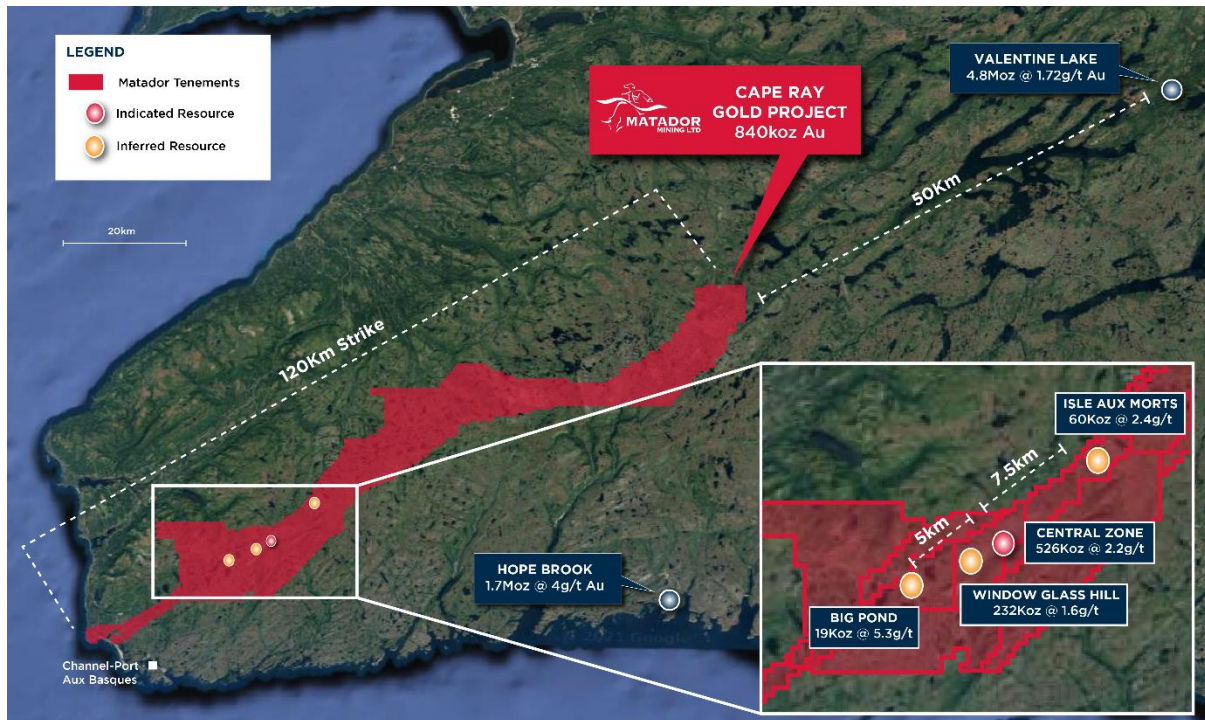 LEGEND
Matador Tenements
Indicated Resource
Inferred Resource
20km
MATADOR
MINING LTD
CAPE RAY
GOLD PROJECT
840koz Au
VALENTINE LAKE
4.8Moz @ 1.72g/t Au
50Km
120Km Strike
HOPE BROOK
1.7Moz @ 4g/t Au
Channel-Port
Aux Basques
ISLE AUX MORTS
60Koz @ 2.4g/t
7.5km
5km
CENTRAL ZONE
526Koz @ 2.2g/t
WINDOW GLASS HILL
232Koz @ 1.6g/t
BIG POND
19Koz @ 5.3g/t